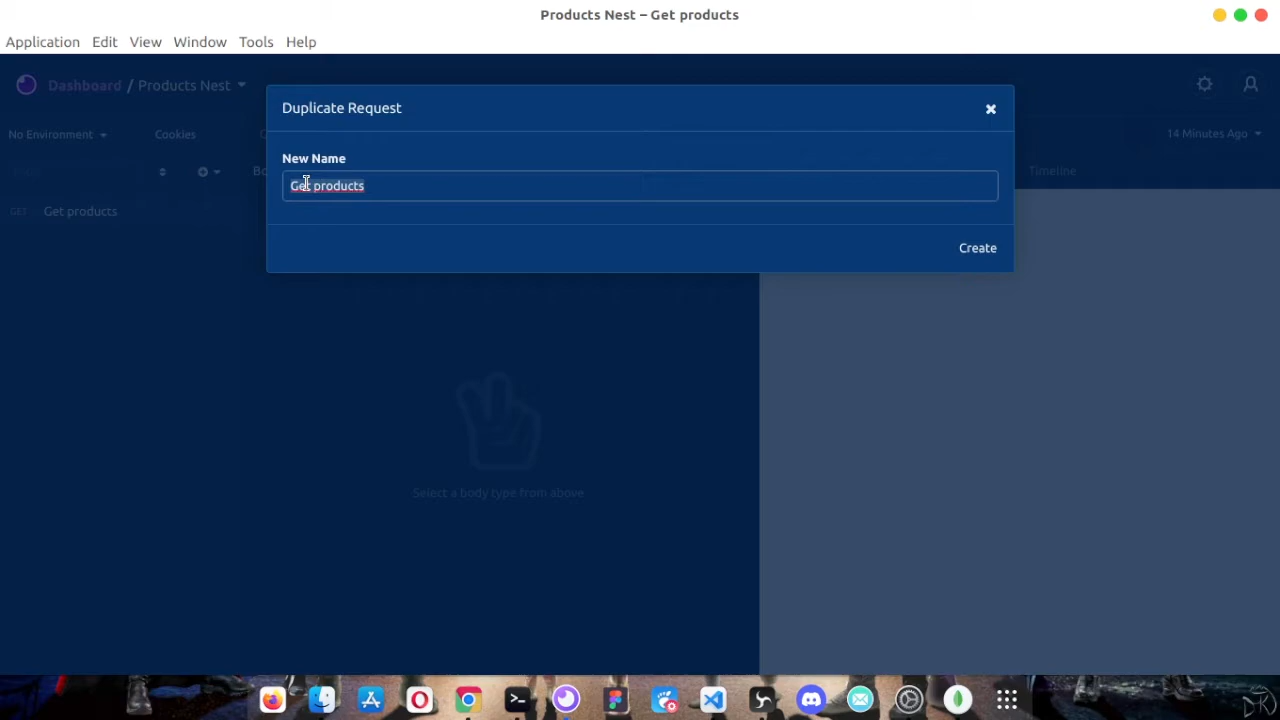 Products Nest – Get products
Application Edit View Window Tools Help
Dashboard / Products Nest
Duplicate Request
No Environment Cookies
14 Minutes Ago
New Name
Get products
Timeline
GET Get products
Create
Select a body type from above